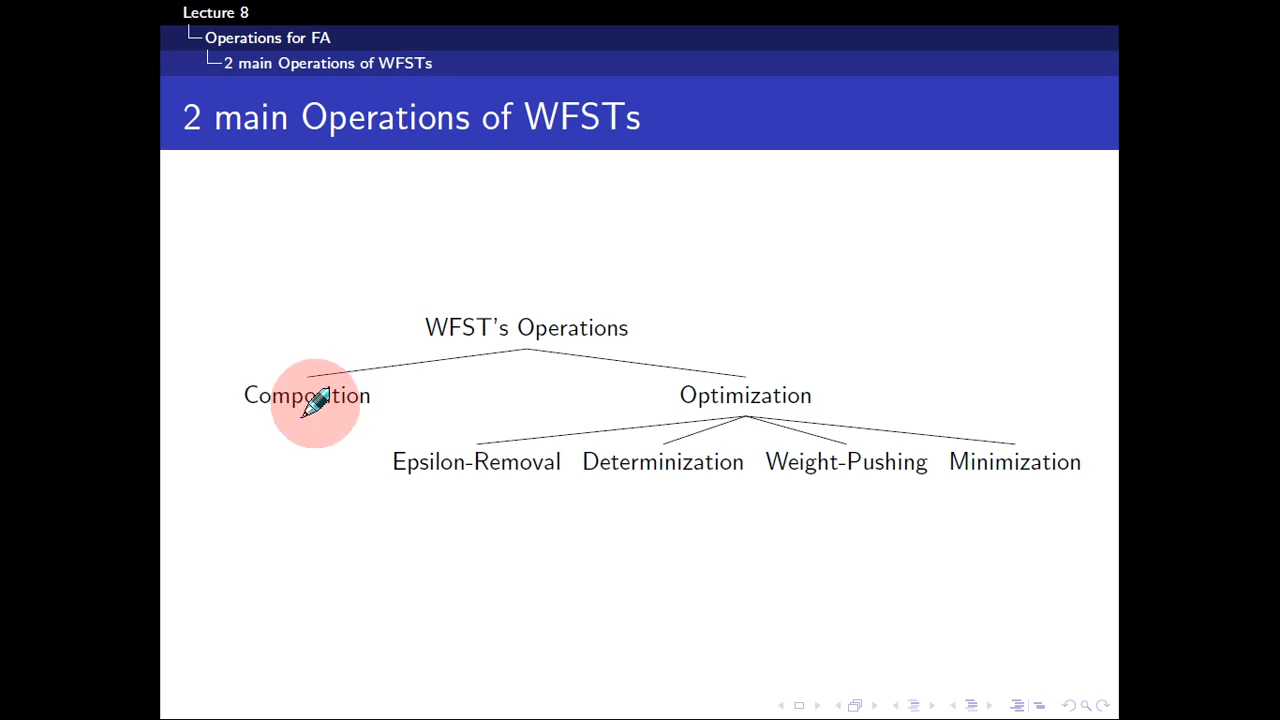 Lecture 8
Operations for FA
2 main Operations of WFSTs
2 main Operations of WFSTs
WFST's Operations
Composition Optimization
Epsilon-Removal Determinization Weight-Pushing Minimization